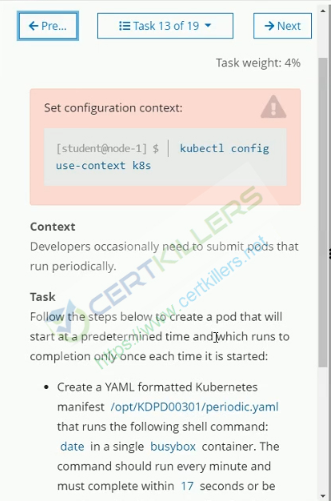 ← Pre...
Task 13 of 19
→ Next
Task weight: 4%
Set configuration context:
[student@node-1] $ | kubectl config
use-context k8s
Context
Developers occasionally need to submit pods that
run periodically.
Task
Follow the steps below to create a pod that will
start at a predetermined time and which runs to
completion only once each time it is started:
• Create a YAML formatted Kubernetes
manifest /opt/KDPD00301/periodic.yaml
that runs the following shell command:
date in a single busybox container. The
command should run every minute and
must complete within 17 seconds or be
CERTKILLERS
https://www.certkillers.net